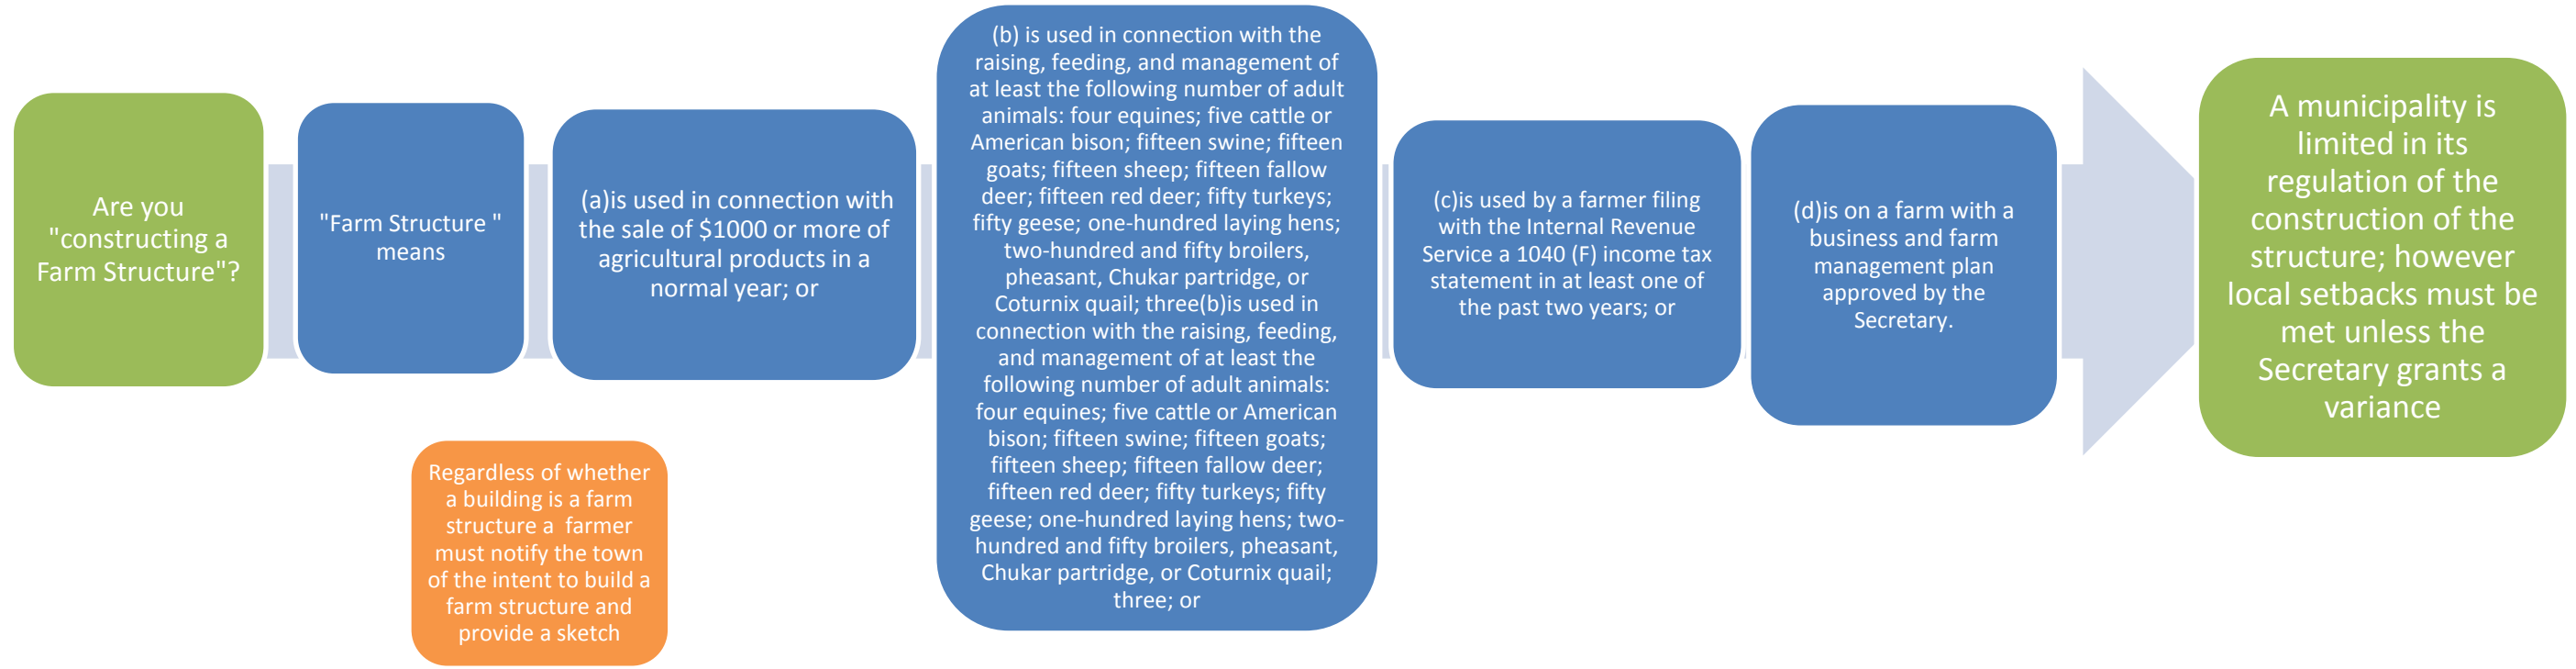 Are you
"constructing a
Farm Structure"?
"Farm Structure "
means
(a)is used in connection with
the sale of $1000 or more of
agricultural products in a
normal year; or
(b) is used in connection with the
raising, feeding, and management of
at least the following number of adult
animals: four equines; five cattle or
American bison; fifteen swine; fifteen
goats; fifteen sheep; fifteen fallow
deer; fifteen red deer; fifty turkeys;
fifty geese; one-hundred laying hens;
two-hundred and fifty broilers,
pheasant, Chukar partridge, or
Coturnix quail; three(b)is used in
connection with the raising, feeding,
and management of at least the
following number of adult animals:
four equines; five cattle or American
bison; fifteen swine; fifteen goats;
fifteen sheep; fifteen fallow deer;
fifteen red deer; fifty turkeys; fifty
geese; one-hundred laying hens; two-
hundred and fifty broilers, pheasant,
Chukar partridge, or Coturnix quail;
three; or
(c)is used by a farmer filing
with the Internal Revenue
Service a 1040 (F) income tax
statement in at least one of
the past two years; or
(d)is on a farm with a
business and farm
management plan
approved by the
Secretary.
A municipality is
limited in its
regulation of the
construction of the
structure; however
local setbacks must be
met unless the
Secretary grants a
variance
Regardless of whether
a building is a farm
structure a  farmer
must notify the town
of the intent to build a
farm structure and
provide a sketch